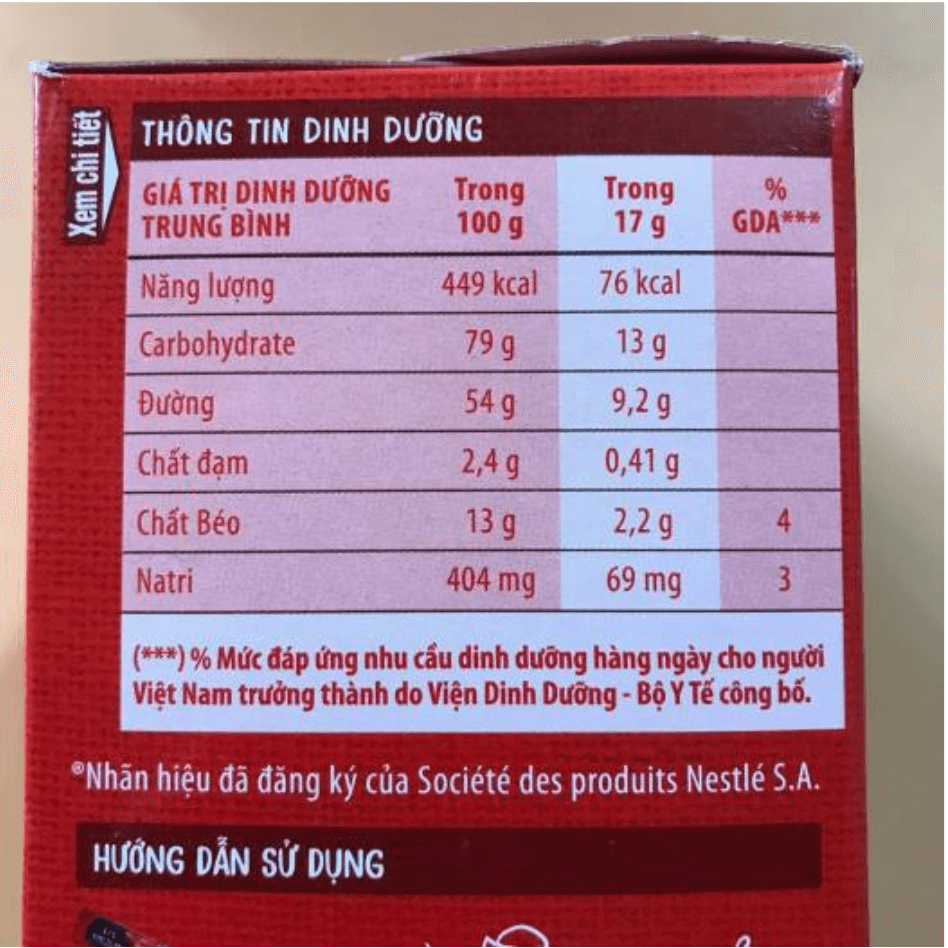 Xem chi tiết
THÔNG TIN DINH DƯỠNG
GIÁ TRỊ DINH DƯỠNG TRUNG BÌNH Trong 100 g Trong 17 g % GDA***
Năng lượng 449 kcal 76 kcal
Carbohydrate 79 g 13 g
Đường 54 g 9,2 g
Chất đạm 2,4 g 0,41 g
Chất Béo 13 g 2,2 g 4
Natri 404 mg 69 mg 3
(***) % Mức đáp ứng nhu cầu dinh dưỡng hàng ngày cho người
Việt Nam trưởng thành do Viện Dinh Dưỡng - Bộ Y Tế công bố.
®Nhãn hiệu đã đăng ký của Société des produits Nestlé S.A.
HƯỚNG DẪN SỬ DỤNG